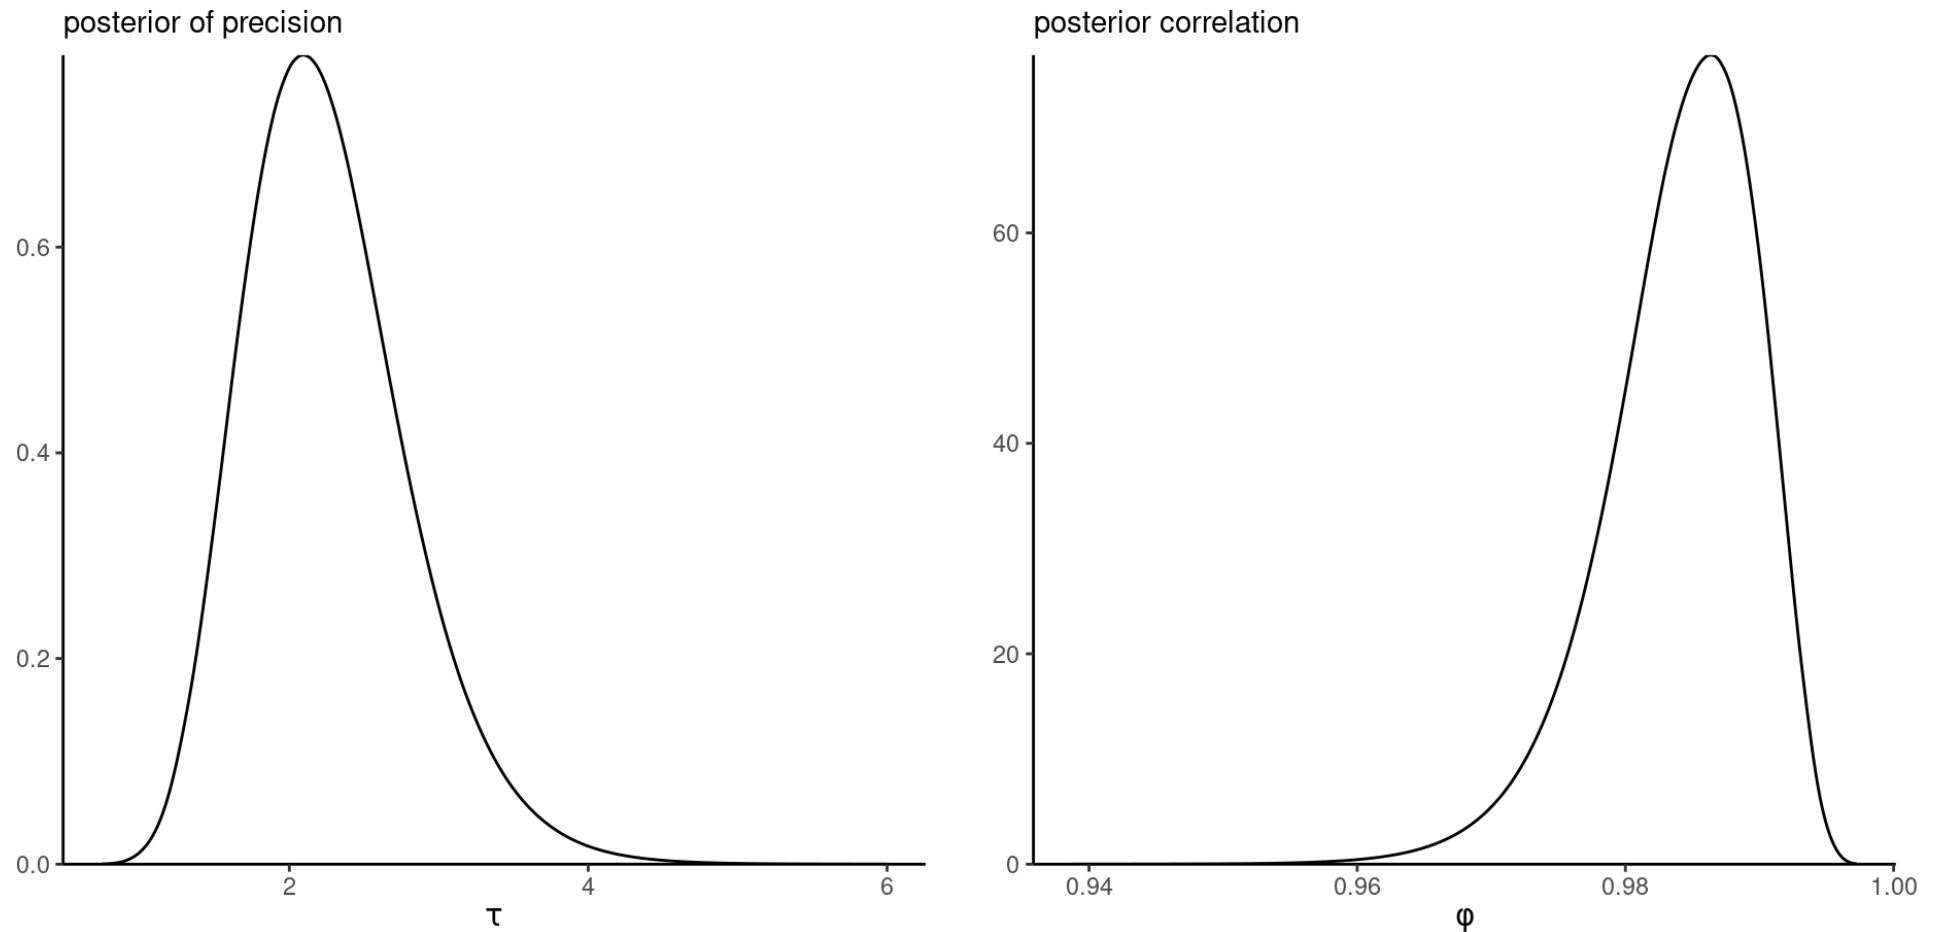 posterior of precision
0.6
0.4
0.2
0.0
2 4 6
τ
posterior correlation
60
40
20
0
0.94 0.96 0.98 1.00
φ